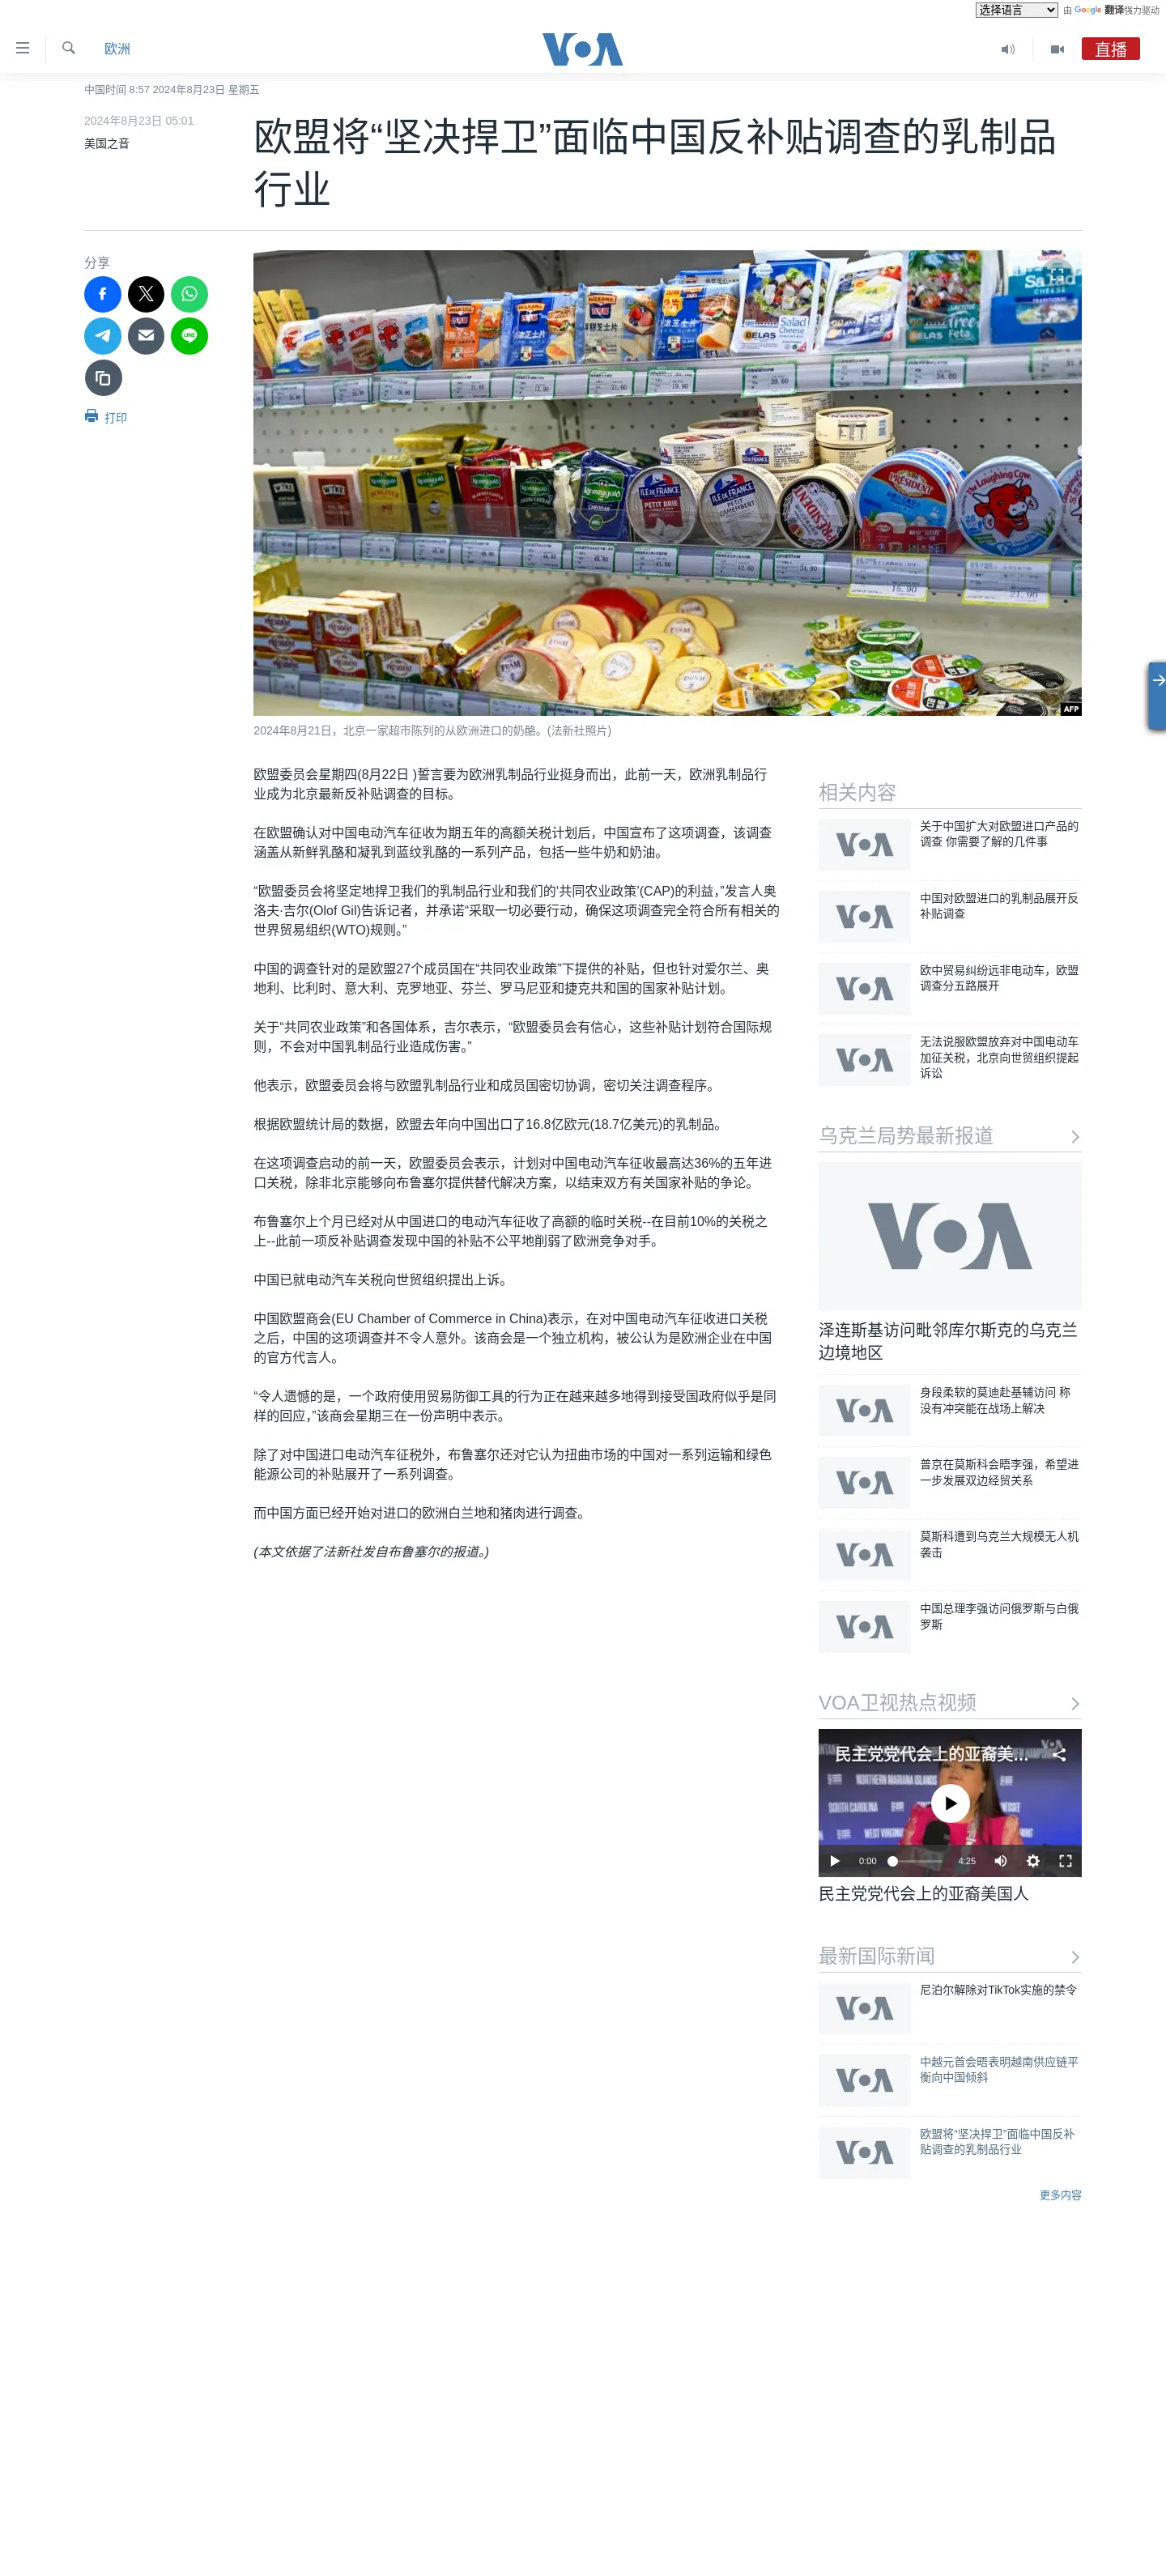 选择语言 由 Google 翻译强力驱动
欧洲
VOA
直播
中国时间 8:57 2024年8月23日 星期五
2024年8月23日 05:01
美国之音
欧盟将“坚决捍卫”面临中国反补贴调查的乳制品
行业
分享
打印
AFP
2024年8月21日，北京一家超市陈列的从欧洲进口的奶酪。(法新社照片)
欧盟委员会星期四(8月22日 )誓言要为欧洲乳制品行业挺身而出，此前一天，欧洲乳制品行
业成为北京最新反补贴调查的目标。
在欧盟确认对中国电动汽车征收为期五年的高额关税计划后，中国宣布了这项调查，该调查
涵盖从新鲜乳酪和凝乳到蓝纹乳酪的一系列产品，包括一些牛奶和奶油。
“欧盟委员会将坚定地捍卫我们的乳制品行业和我们的‘共同农业政策’(CAP)的利益，”发言人奥
洛夫·吉尔(Olof Gil)告诉记者，并承诺“采取一切必要行动，确保这项调查完全符合所有相关的
世界贸易组织(WTO)规则。”
中国的调查针对的是欧盟27个成员国在“共同农业政策”下提供的补贴，但也针对爱尔兰、奥
地利、比利时、意大利、克罗地亚、芬兰、罗马尼亚和捷克共和国的国家补贴计划。
关于“共同农业政策”和各国体系，吉尔表示，“欧盟委员会有信心，这些补贴计划符合国际规
则，不会对中国乳制品行业造成伤害。”
他表示，欧盟委员会将与欧盟乳制品行业和成员国密切协调，密切关注调查程序。
根据欧盟统计局的数据，欧盟去年向中国出口了16.8亿欧元(18.7亿美元)的乳制品。
在这项调查启动的前一天，欧盟委员会表示，计划对中国电动汽车征收最高达36%的五年进
口关税，除非北京能够向布鲁塞尔提供替代解决方案，以结束双方有关国家补贴的争论。
布鲁塞尔上个月已经对从中国进口的电动汽车征收了高额的临时关税--在目前10%的关税之
上--此前一项反补贴调查发现中国的补贴不公平地削弱了欧洲竞争对手。
中国已就电动汽车关税向世贸组织提出上诉。
中国欧盟商会(EU Chamber of Commerce in China)表示，在对中国电动汽车征收进口关税
之后，中国的这项调查并不令人意外。该商会是一个独立机构，被公认为是欧洲企业在中国
的官方代言人。
“令人遗憾的是，一个政府使用贸易防御工具的行为正在越来越多地得到接受国政府似乎是同
样的回应，”该商会星期三在一份声明中表示。
除了对中国进口电动汽车征税外，布鲁塞尔还对它认为扭曲市场的中国对一系列运输和绿色
能源公司的补贴展开了一系列调查。
而中国方面已经开始对进口的欧洲白兰地和猪肉进行调查。
(本文依据了法新社发自布鲁塞尔的报道。)
相关内容
关于中国扩大对欧盟进口产品的
调查 你需要了解的几件事
中国对欧盟进口的乳制品展开反
补贴调查
欧中贸易纠纷远非电动车，欧盟
调查分五路展开
无法说服欧盟放弃对中国电动车
加征关税，北京向世贸组织提起
诉讼
乌克兰局势最新报道
泽连斯基访问毗邻库尔斯克的乌克兰
边境地区
身段柔软的莫迪赴基辅访问 称
没有冲突能在战场上解决
普京在莫斯科会晤李强，希望进
一步发展双边经贸关系
莫斯科遭到乌克兰大规模无人机
袭击
中国总理李强访问俄罗斯与白俄
罗斯
VOA卫视热点视频
民主党党代会上的亚裔美...
0:00 4:25
民主党党代会上的亚裔美国人
最新国际新闻
尼泊尔解除对TikTok实施的禁令
中越元首会晤表明越南供应链平
衡向中国倾斜
欧盟将“坚决捍卫”面临中国反补
贴调查的乳制品行业
更多内容